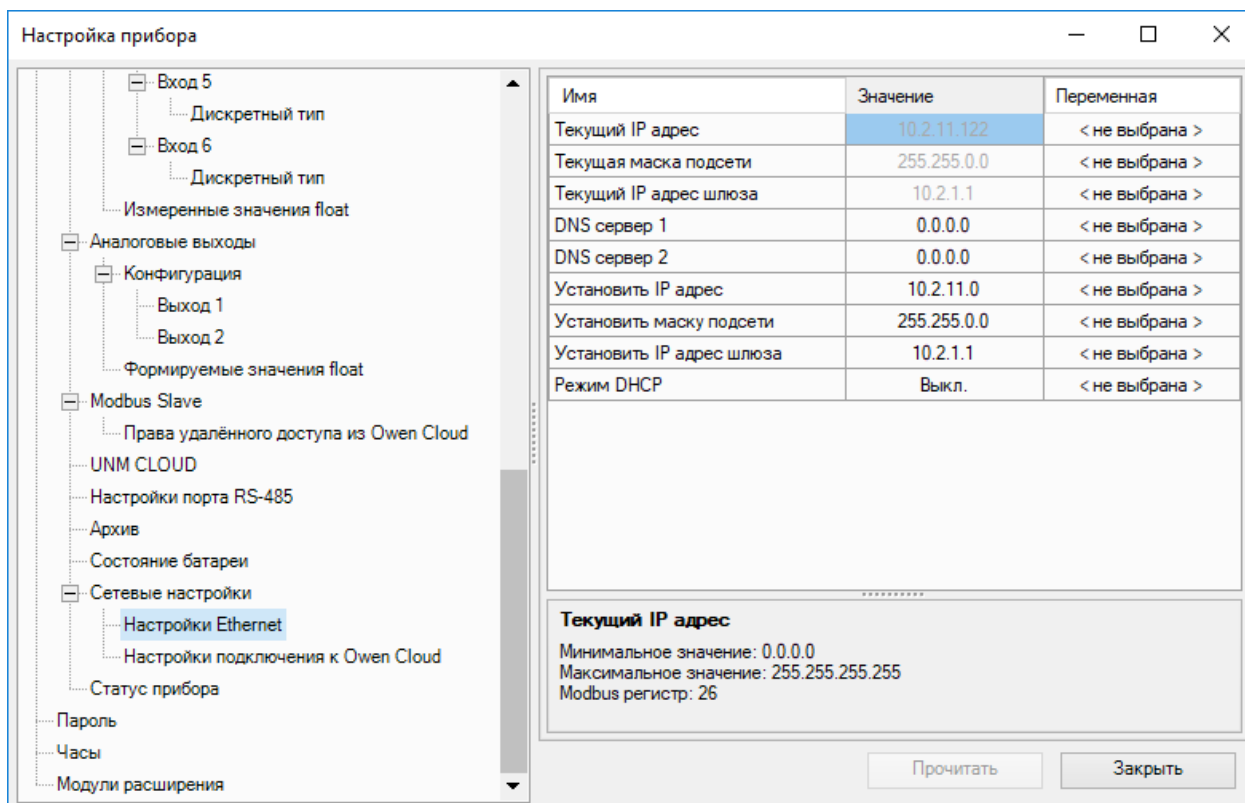 Настройка прибора
Вход 5
Дискретный тип
Вход 6
Дискретный тип
Измеренные значения float
Аналоговые выходы
Конфигурация
Выход 1
Выход 2
Формируемые значения float
Modbus Slave
Права удалённого доступа из Owen Cloud
UNM CLOUD
Настройки порта RS-485
Архив
Состояние батареи
Сетевые настройки
Настройки Ethernet
Настройки подключения к Owen Cloud
Статус прибора
Пароль
Часы
Модули расширения
Имя Значение Переменная
Текущий IP адрес 10.2.11.122 < не выбрана >
Текущая маска подсети 255.255.0.0 < не выбрана >
Текущий IP адрес шлюза 10.2.1.1 < не выбрана >
DNS сервер 1 0.0.0.0 < не выбрана >
DNS сервер 2 0.0.0.0 < не выбрана >
Установить IP адрес 10.2.11.0 < не выбрана >
Установить маску подсети 255.255.0.0 < не выбрана >
Установить IP адрес шлюза 10.2.1.1 < не выбрана >
Режим DHCP Выкл. < не выбрана >
Текущий IP адрес
Минимальное значение: 0.0.0.0
Максимальное значение: 255.255.255.255
Modbus регистр: 26
Прочитать Закрыть